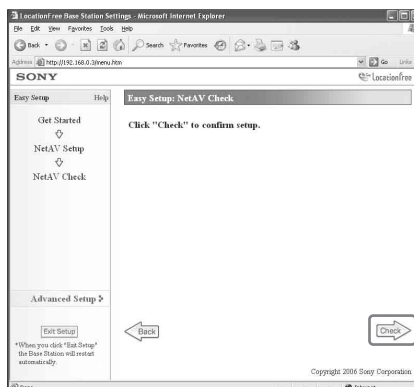 LocationFree Base Station Settings - Microsoft Internet Explorer
File Edit View Favorites Tools Help
Back Search Favorites
Address http://192.168.0.3/menu.htm Go Links
SONY LocationFree
Easy Setup Help
Easy Setup: NetAV Check
Get Started
NetAV Setup
NetAV Check
Click "Check" to confirm setup.
Advanced Setup
Exit Setup
*When you click "Exit Setup"
the Base Station will restart
automatically.
Back
Check
Copyright 2006 Sony Corporation
Internet